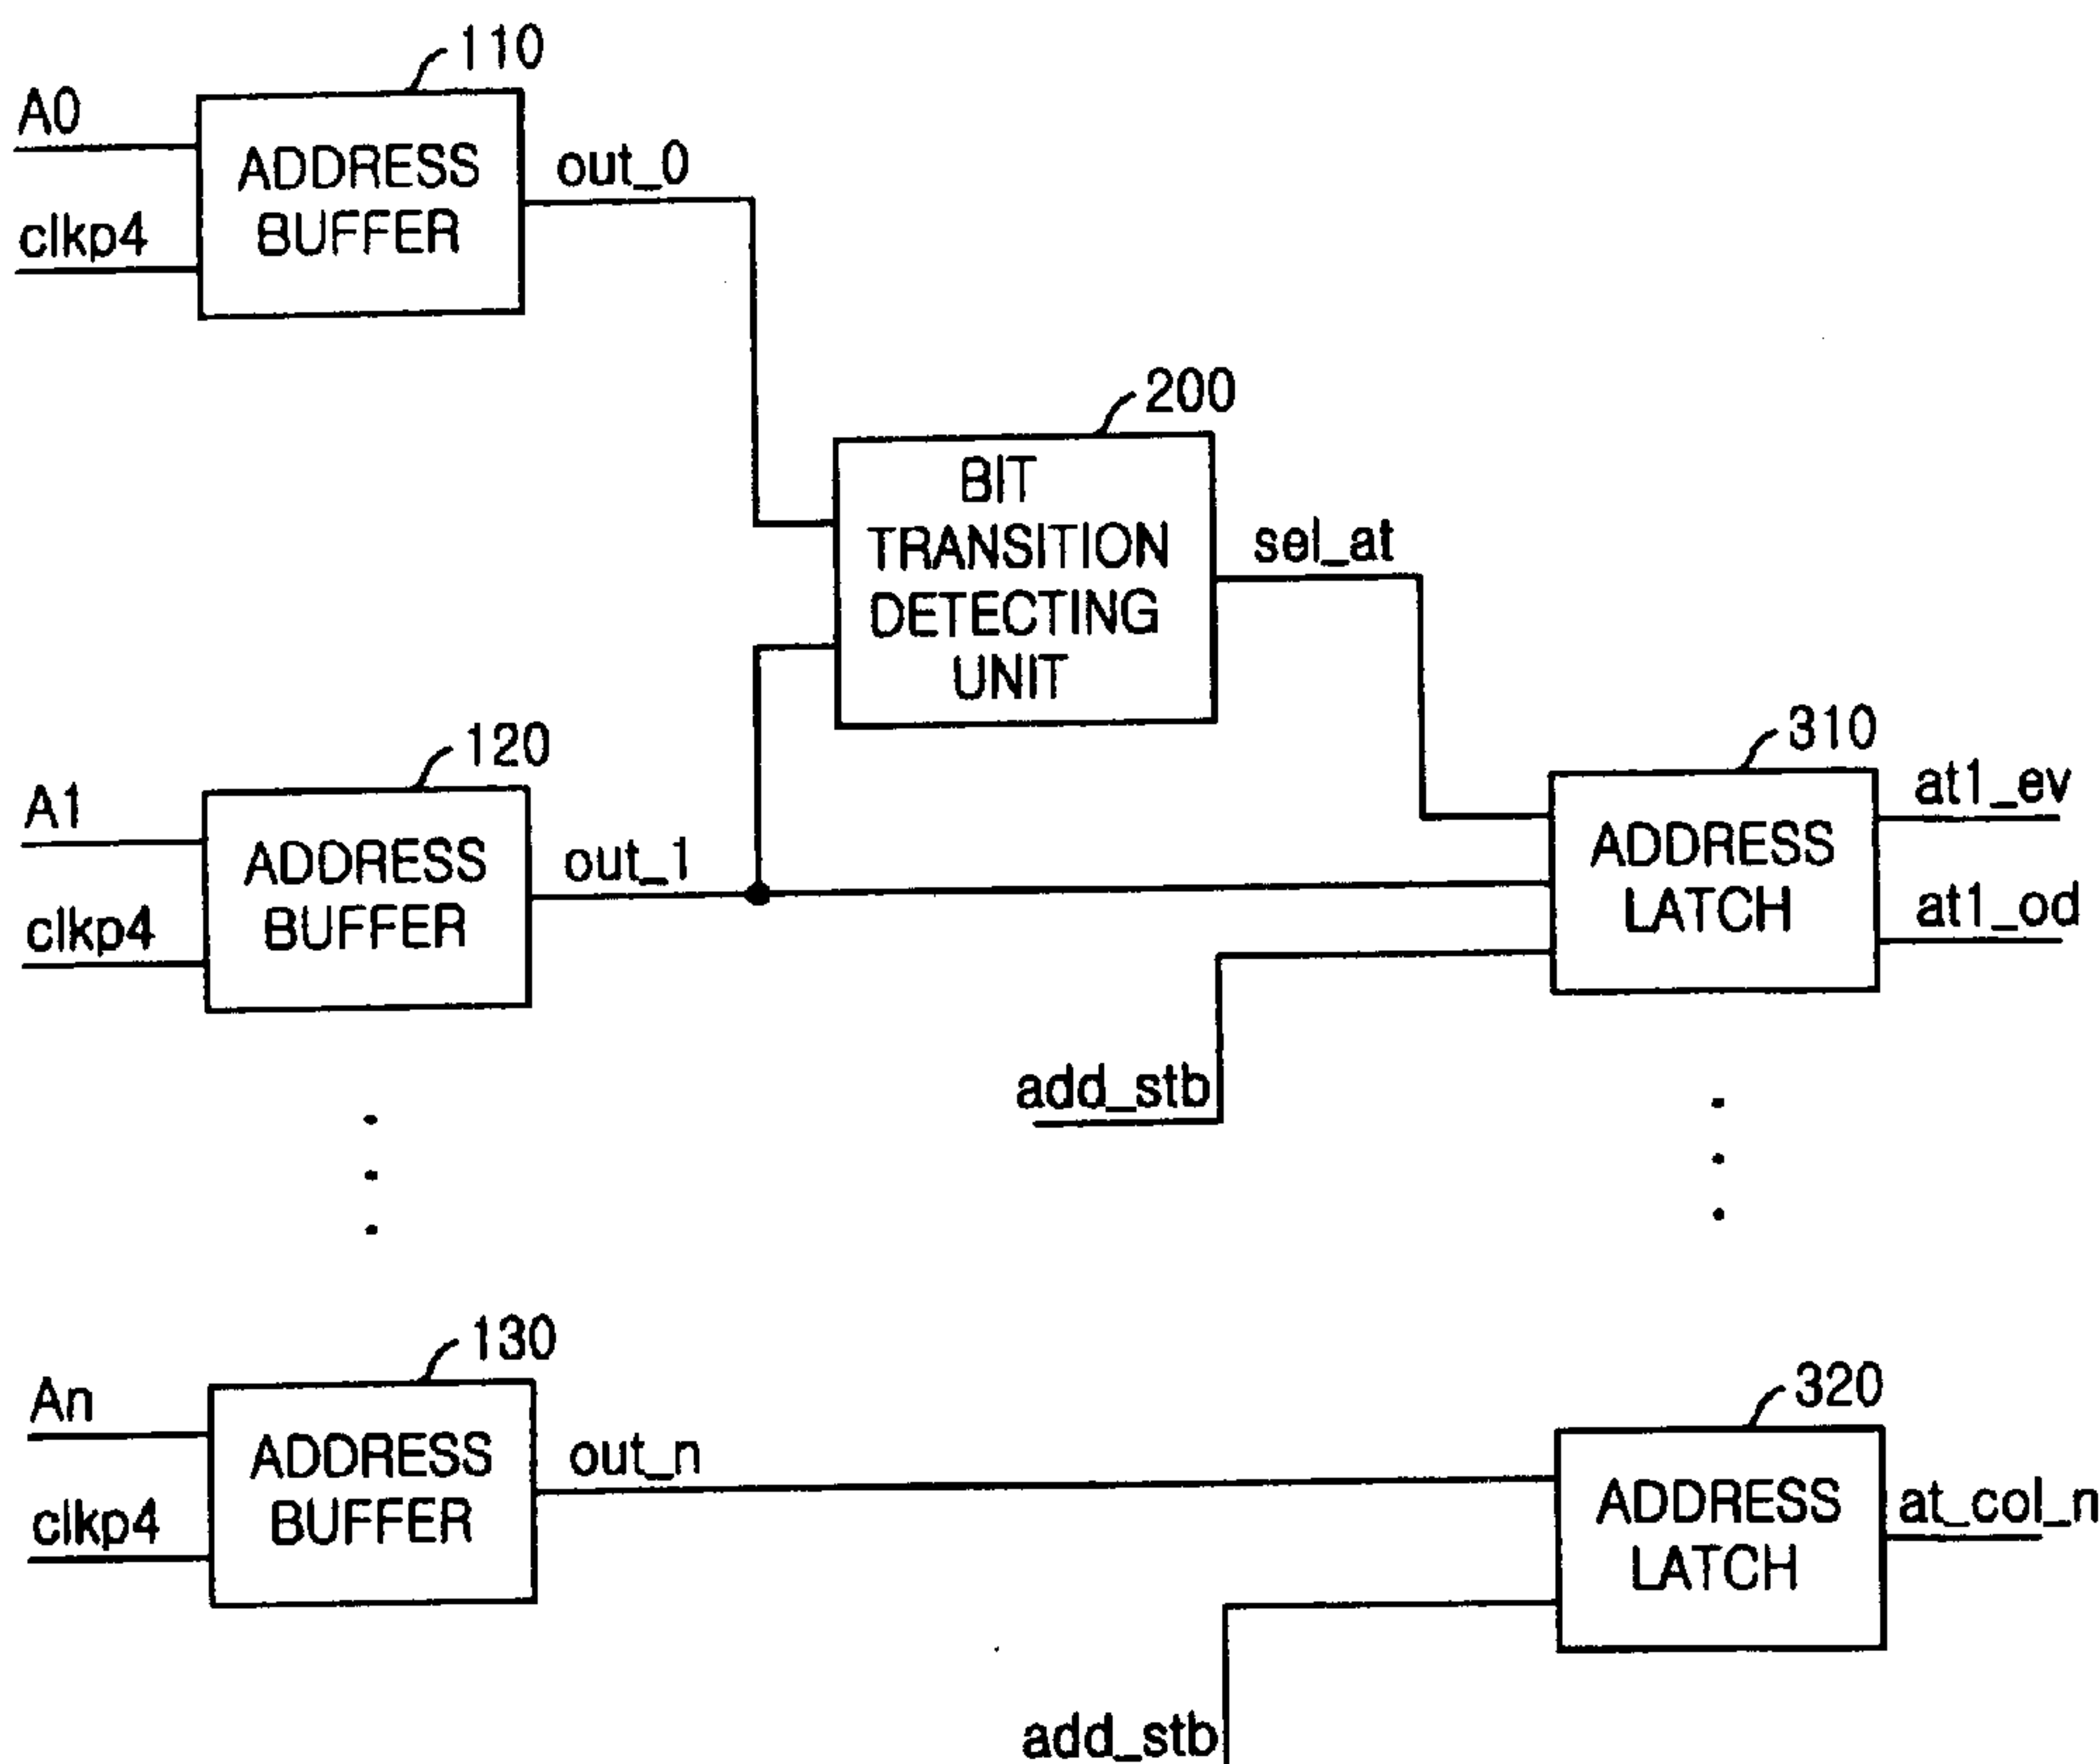 110
A0
ADDRESS
BUFFER
clkp4
out_0
200
BIT
TRANSITION
DETECTING
UNIT
sel_at
120
A1
ADDRESS
BUFFER
clkp4
out_1
310
ADDRESS
LATCH
at1_ev
at1_od
add_stb
130
An
ADDRESS
BUFFER
clkp4
out_n
320
ADDRESS
LATCH
at_col_n
add_stb